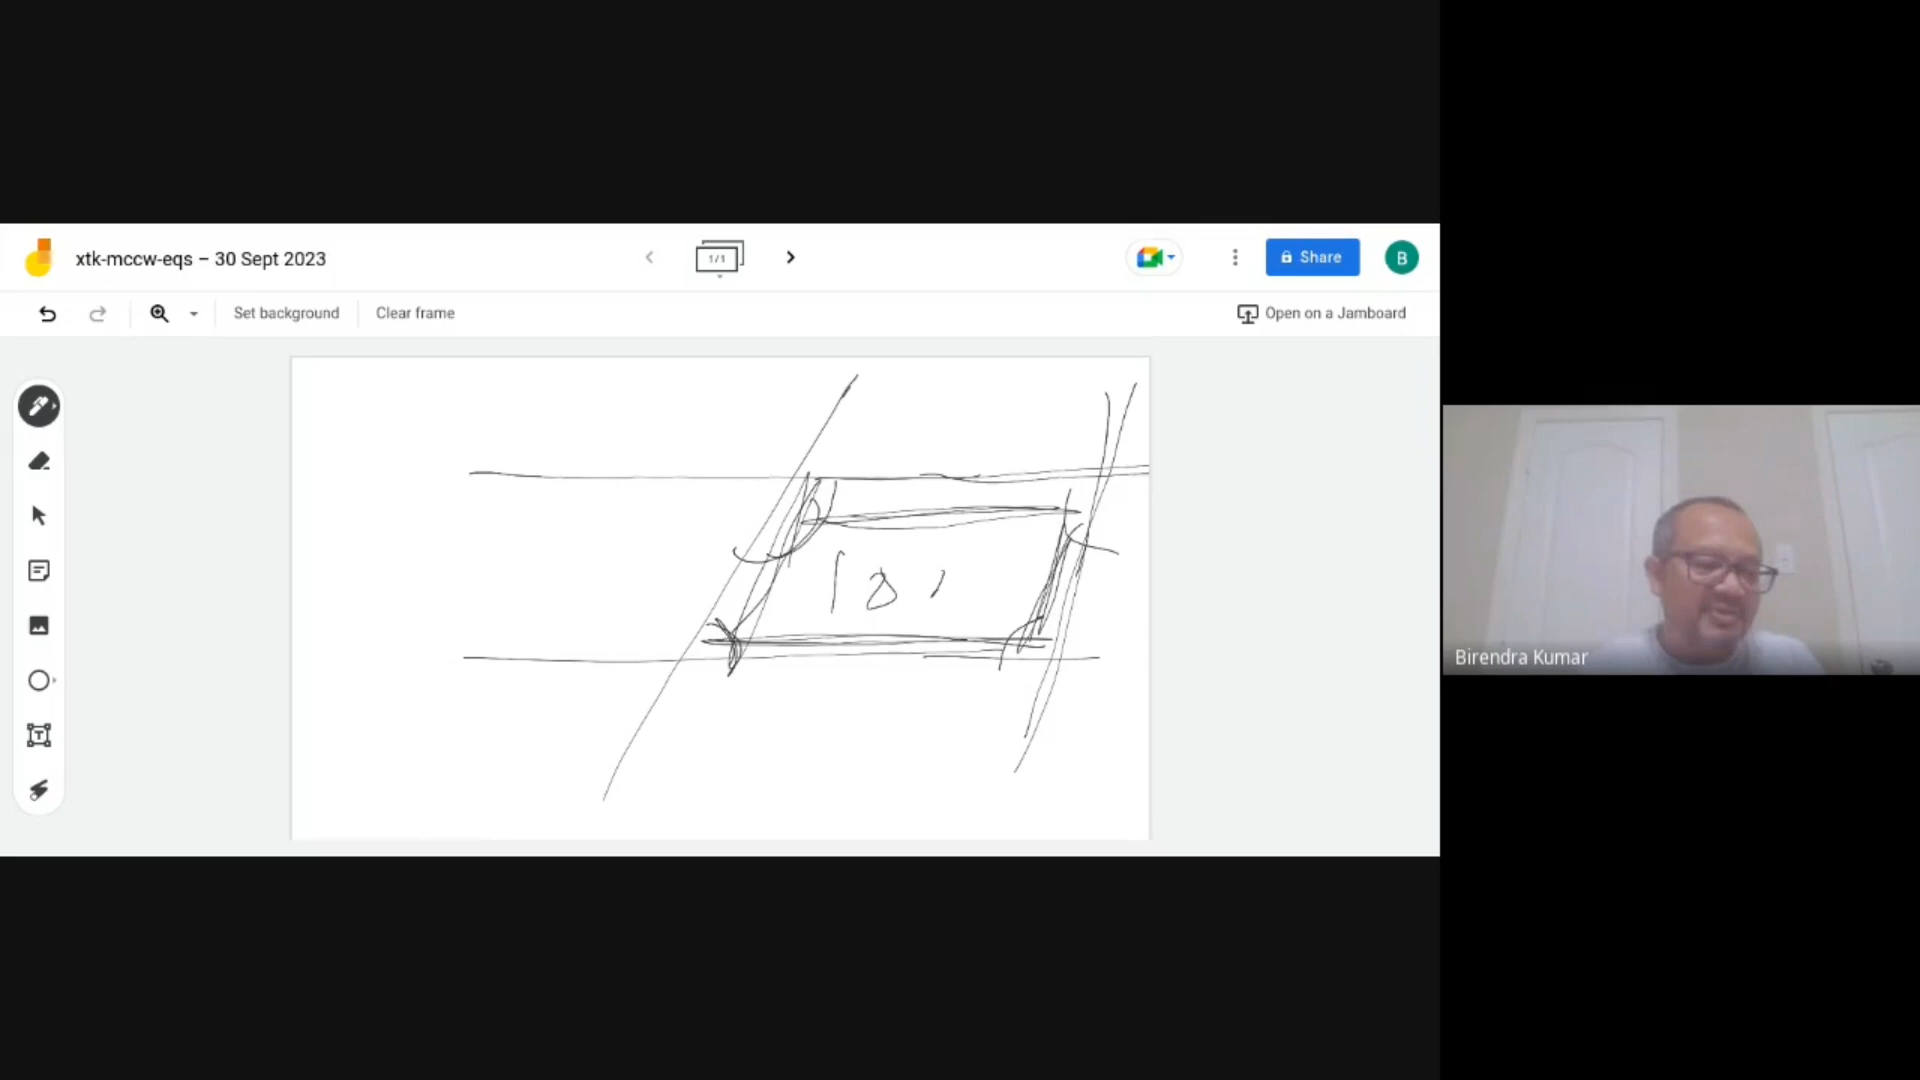 xtk-mccw-eqs – 30 Sept 2023
1/1
Share
B
Set background
Clear frame
Open on a Jamboard
Birendra Kumar